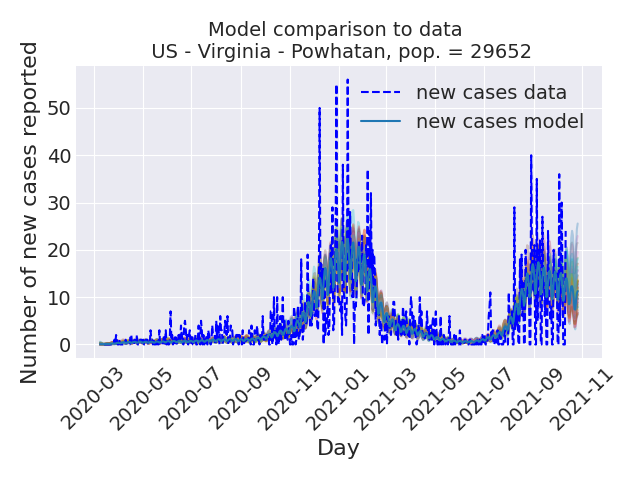 Model comparison to data
US - Virginia - Powhatan, pop. = 29652
Number of new cases reported
50
40
30
20
10
0
new cases data
new cases model
2020-03
2020-05
2020-07
2020-09
2020-11
2021-01
2021-03
2021-05
2021-07
2021-09
2021-11
Day